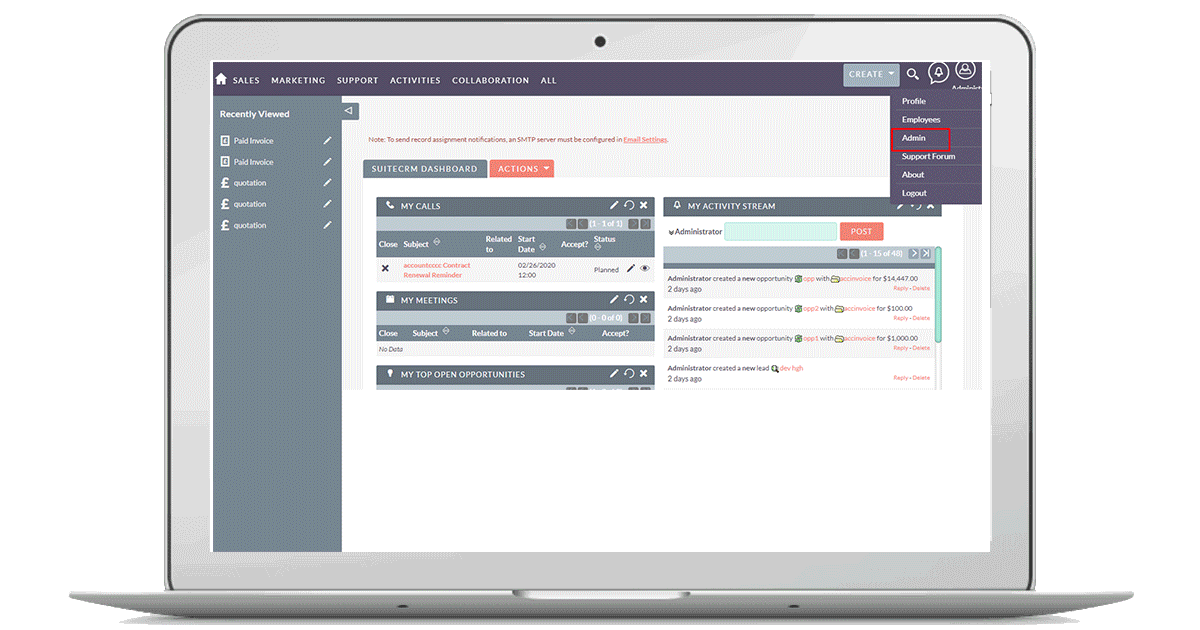 SALES MARKETING SUPPORT ACTIVITIES COLLABORATION ALL CREATE
Profile
Employees
Admin
Support Forum
About
Logout
Recently Viewed
Paid Invoice
Paid Invoice
quotation
quotation
quotation
Note: To send record assignment notifications, an SMTP server must be configured in Email Settings.
SUITECRM DASHBOARD ACTIONS
MY CALLS
(1 - 1 of 1)
Close Subject Related to Start Date Accept? Status
accountcccc Contract Renewal Reminder 02/26/2020 12:00 Planned
MY MEETINGS
(0 - 0 of 0)
Close Subject Related to Start Date Accept?
No Data
MY TOP OPEN OPPORTUNITIES
MY ACTIVITY STREAM
Administrator POST
(1 - 15 of 48)
Administrator created a new opportunity opp with accinvoice for $14,447.00
2 days ago Reply - Delete
Administrator created a new opportunity opp2 with accinvoice for $100.00
2 days ago Reply - Delete
Administrator created a new opportunity opp1 with accinvoice for $1,000.00
2 days ago Reply - Delete
Administrator created a new lead dev hgh
2 days ago Reply - Delete